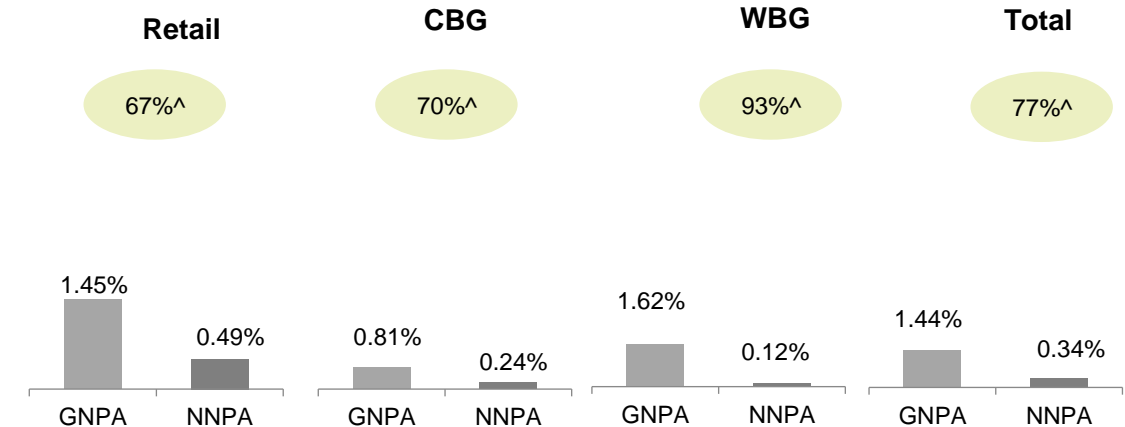 Retail
CBG
WBG
Total
67%^
70%^
93%^
77%^
1.45%
0.49%
0.81%
0.24%
1.62%
0.12%
1.44%
0.34%
GNPA
NNPA
GNPA
NNPA
GNPA
NNPA
GNPA
NNPA